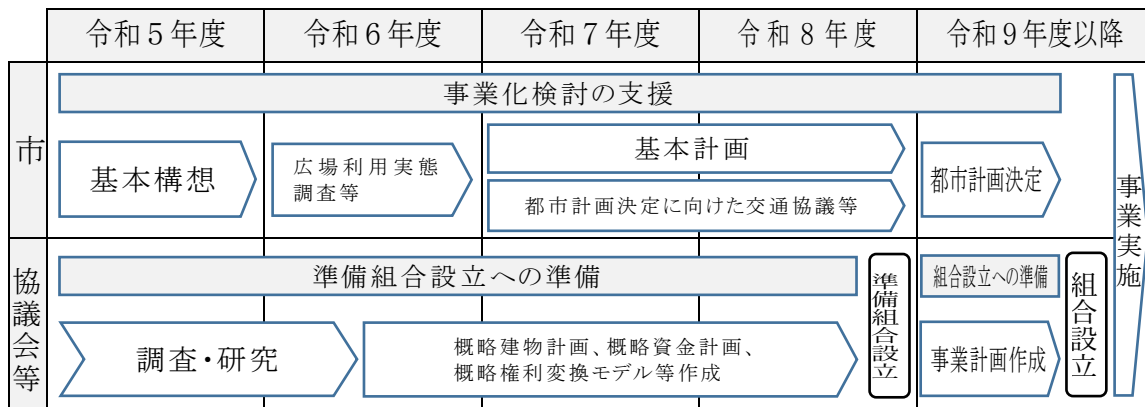 令和5年度
令和6年度
令和7年度
令和8年度
令和9年度以降
市
事業化検討の支援
基本構想
広場利用実態
調査等
基本計画
都市計画決定に向けた交通協議等
都市計画決定
事業実施
協議会等
準備組合設立への準備
準備組合設立
組合設立への準備
組合設立
調査・研究
概略建物計画、概略資金計画、
概略権利変換モデル等作成
事業計画作成